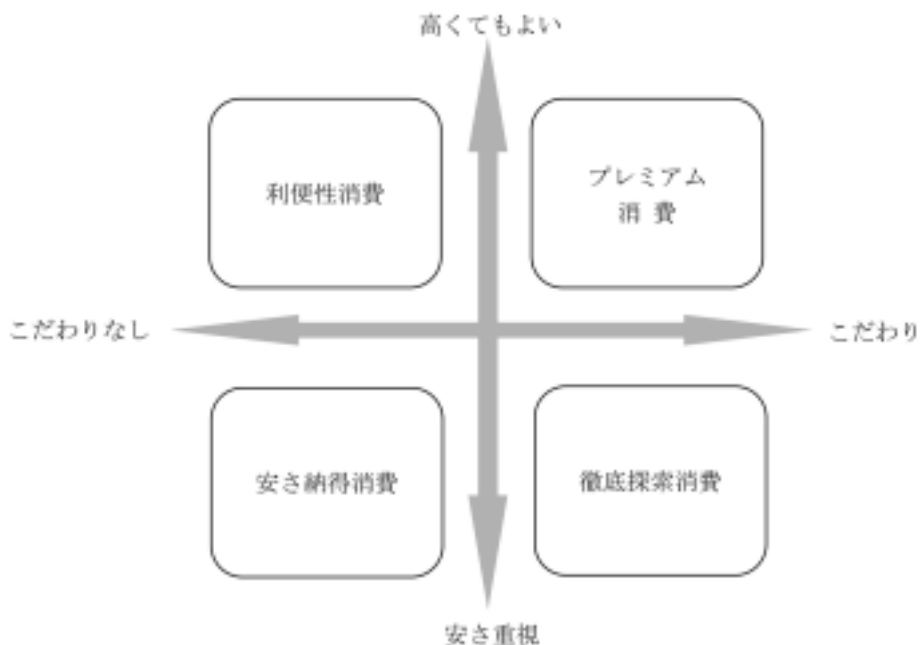 高くてもよい
利便性消費
プレミアム
消 費
こだわりなし
こだわり
安さ納得消費
徹底探索消費
安さ重視